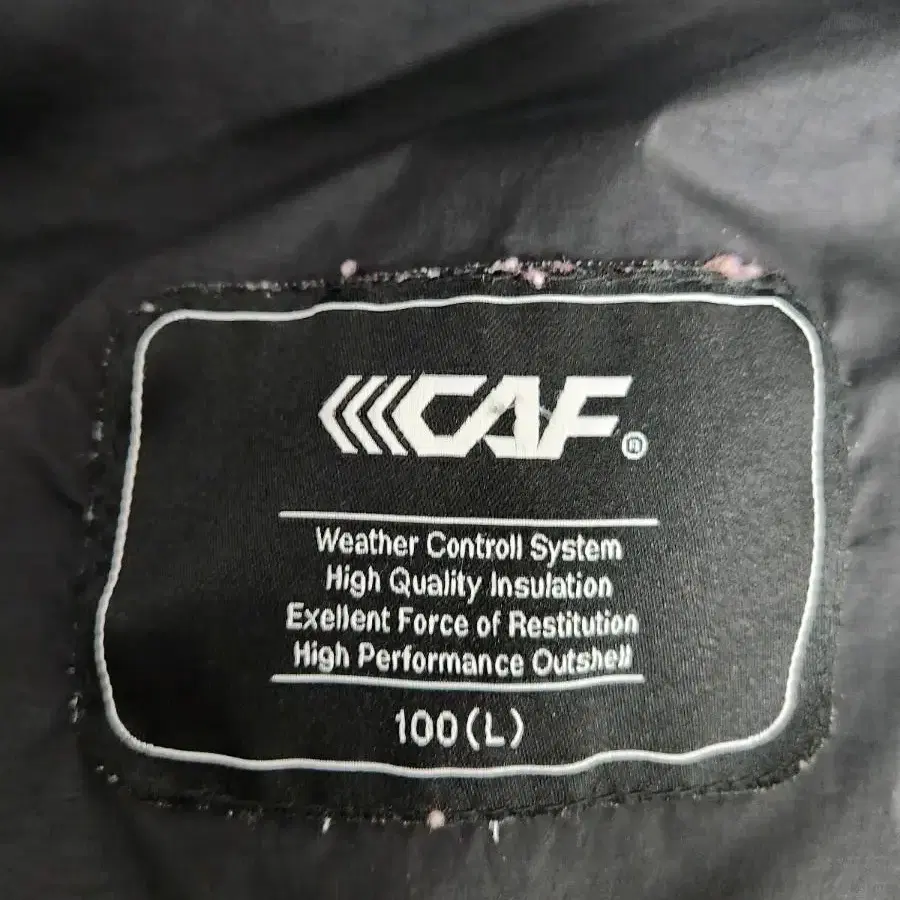 CAF®
Weather Controll System
High Quality Insulation
Exellent Force of Restitution
High Performance Outshell
100(L)